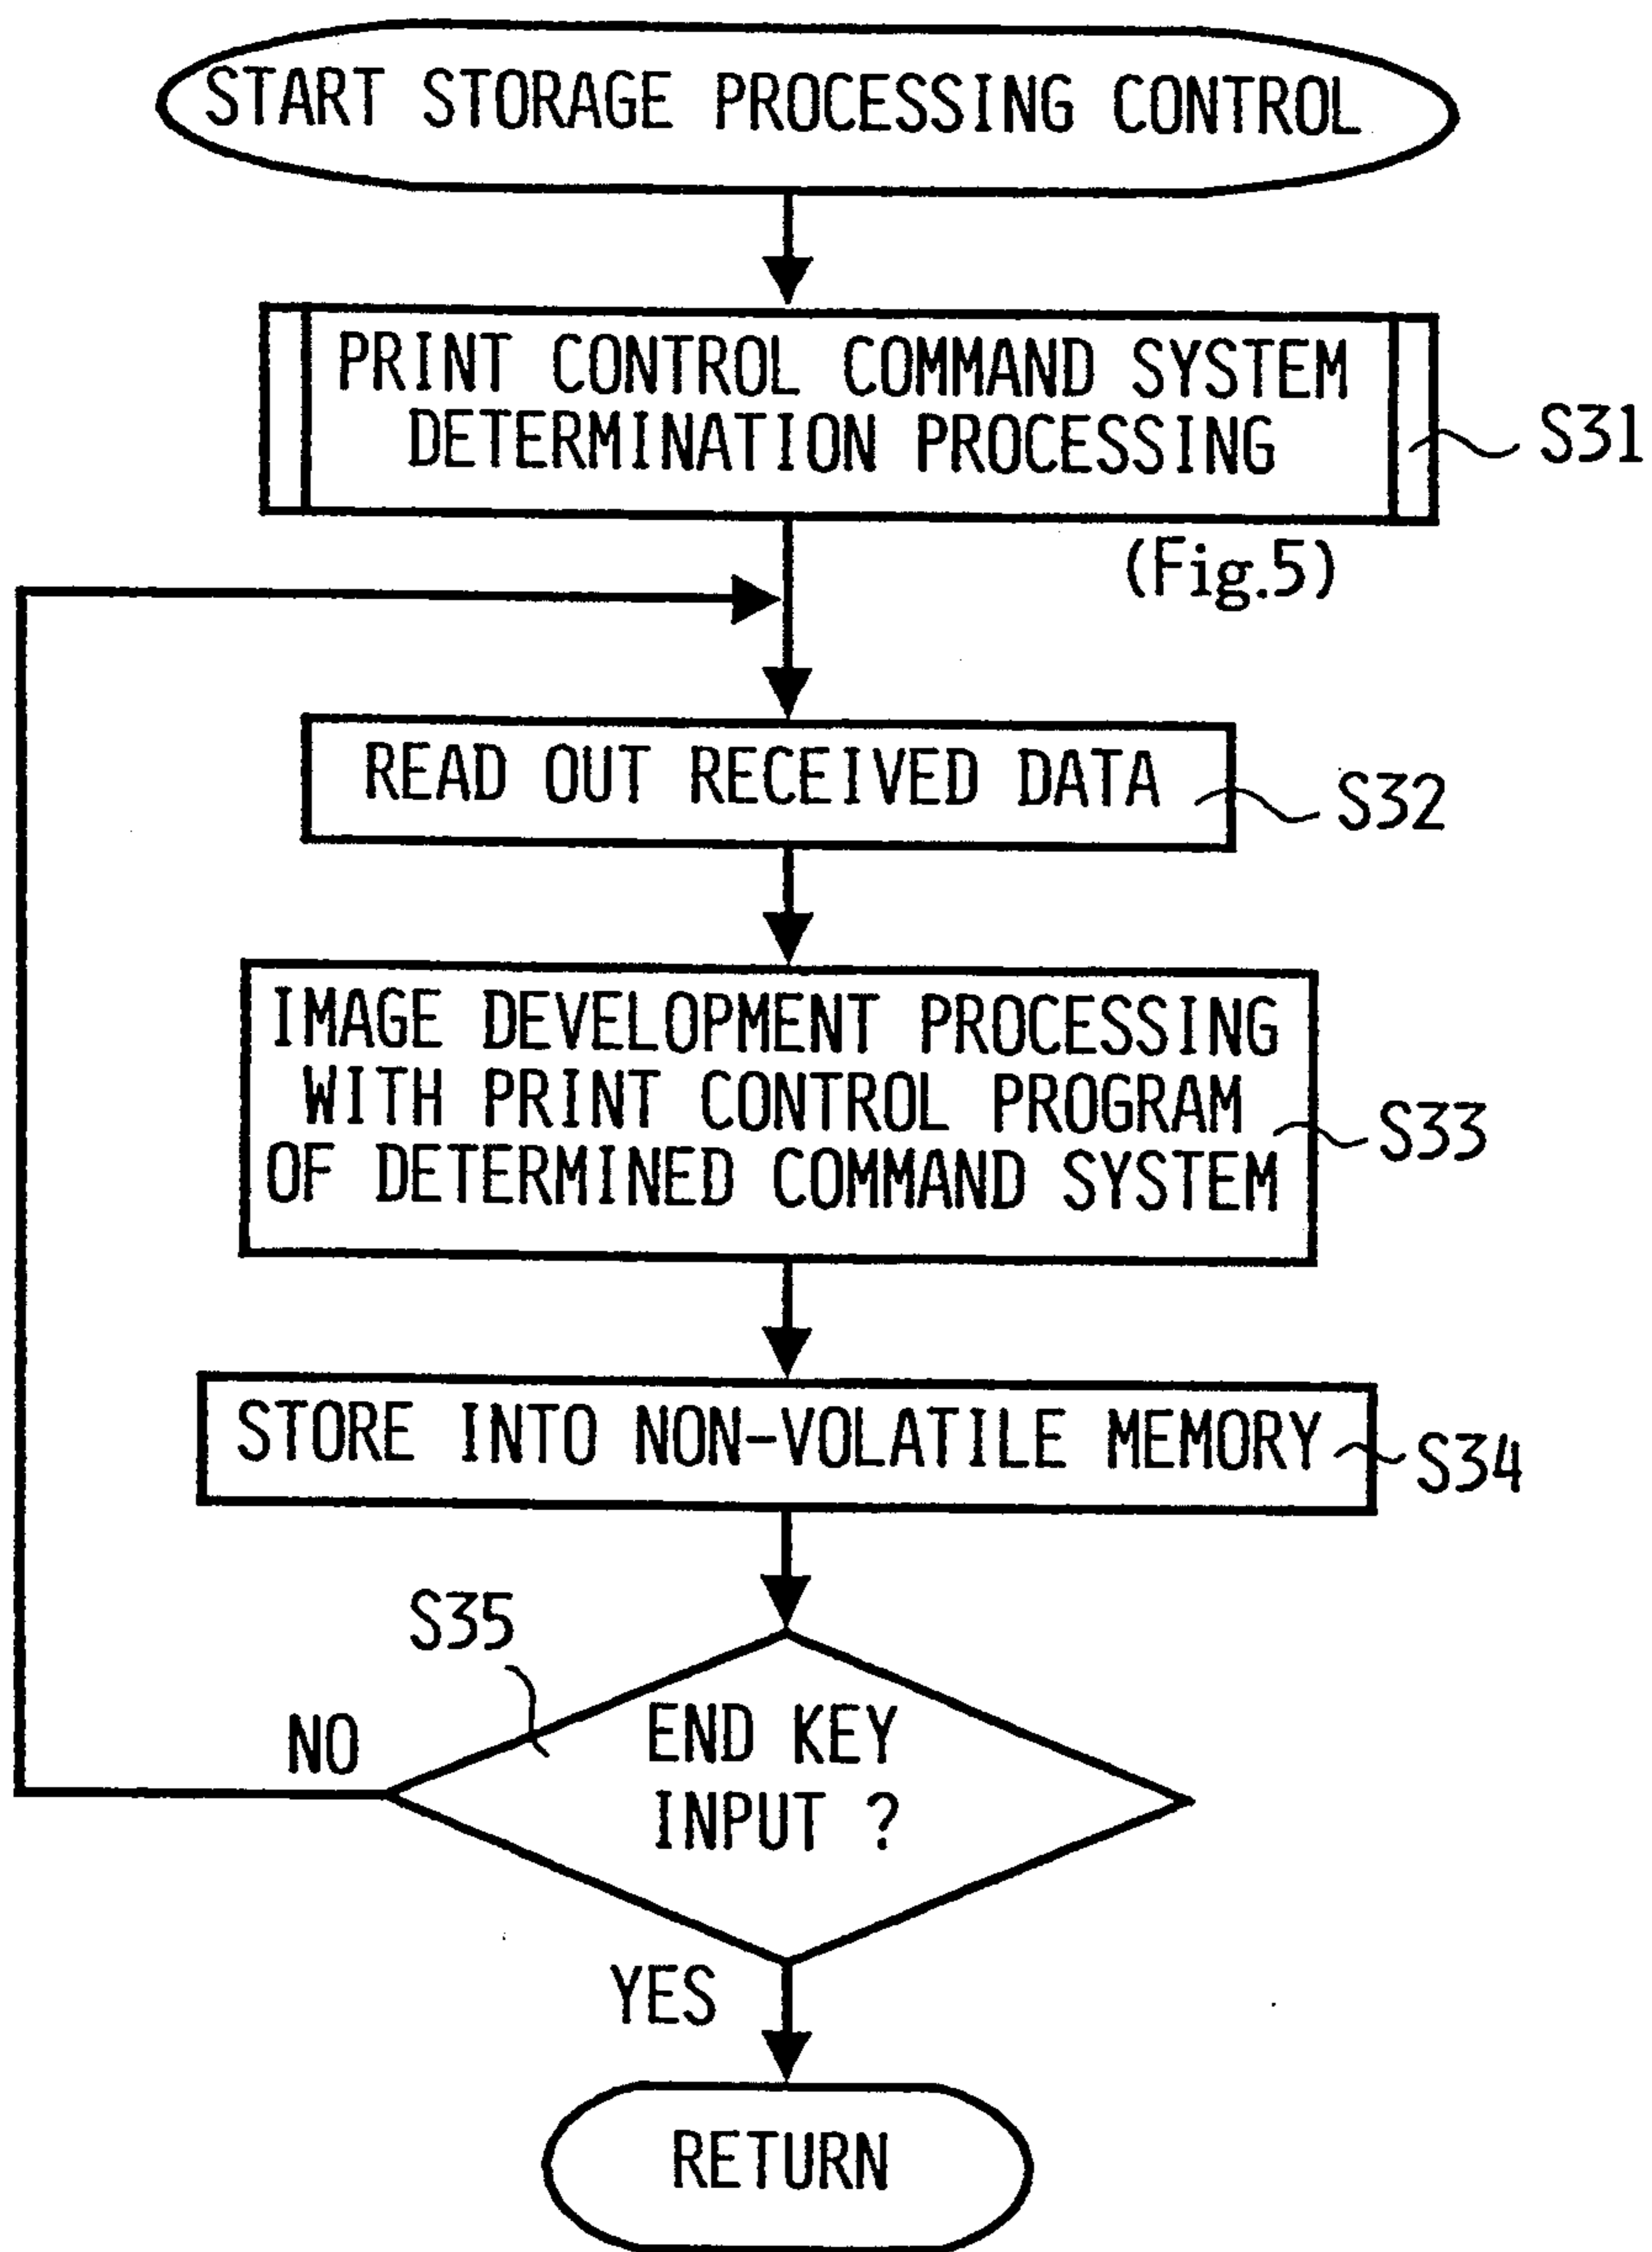 START STORAGE PROCESSING CONTROL
PRINT CONTROL COMMAND SYSTEM
DETERMINATION PROCESSING
S31
(Fig.5)
READ OUT RECEIVED DATA
S32
IMAGE DEVELOPMENT PROCESSING
WITH PRINT CONTROL PROGRAM
OF DETERMINED COMMAND SYSTEM
S33
STORE INTO NON-VOLATILE MEMORY
S34
S35
END KEY
INPUT ?
NO
YES
RETURN